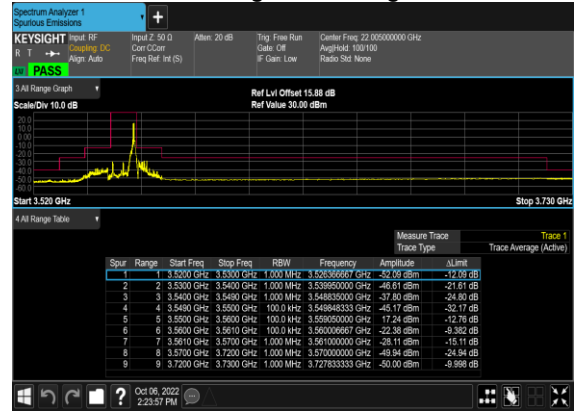 Spectrum Analyzer 1
Spurious Emissions
KEYSIGHT Input: RF Input Z: 50 Ω Atten: 20 dB Trig: Free Run Center Freq: 22.005000000 GHz
R T Coupling: DC Corr CCorr Gate: Off Avg|Hold: 100/100
Align: Auto Freq Ref: Int (S) IF Gain: Low Radio Std: None
PASS
3 All Range Graph
Ref Lvl Offset 15.88 dB
Scale/Div 10.0 dB Ref Value 30.00 dBm
20.0
10.0
0.00
-10.0
-20.0
-30.0
-40.0
-50.0
-60.0
Start 3.520 GHz Stop 3.730 GHz
4 All Range Table
Measure Trace Trace 1
Trace Type Trace Average (Active)
Spur Range Start Freq Stop Freq RBW Frequency Amplitude ΔLimit
1 1 3.5200 GHz 3.5300 GHz 1.000 MHz 3.526366667 GHz -52.09 dBm -12.09 dB
2 2 3.5300 GHz 3.5400 GHz 1.000 MHz 3.539950000 GHz -46.61 dBm -21.61 dB
3 3 3.5400 GHz 3.5490 GHz 1.000 MHz 3.548835000 GHz -37.80 dBm -24.80 dB
4 4 3.5490 GHz 3.5500 GHz 100.0 kHz 3.549848333 GHz -45.17 dBm -32.17 dB
5 5 3.5500 GHz 3.5600 GHz 100.0 kHz 3.559050000 GHz 17.24 dBm -12.76 dB
6 6 3.5600 GHz 3.5610 GHz 100.0 kHz 3.560006667 GHz -22.38 dBm -9.382 dB
7 7 3.5610 GHz 3.5700 GHz 1.000 MHz 3.561000000 GHz -28.11 dBm -15.11 dB
8 8 3.5700 GHz 3.7200 GHz 1.000 MHz 3.570000000 GHz -49.94 dBm -24.94 dB
9 9 3.7200 GHz 3.7300 GHz 1.000 MHz 3.727833333 GHz -50.00 dBm -9.998 dB
? Oct 06, 2022
2:23:57 PM